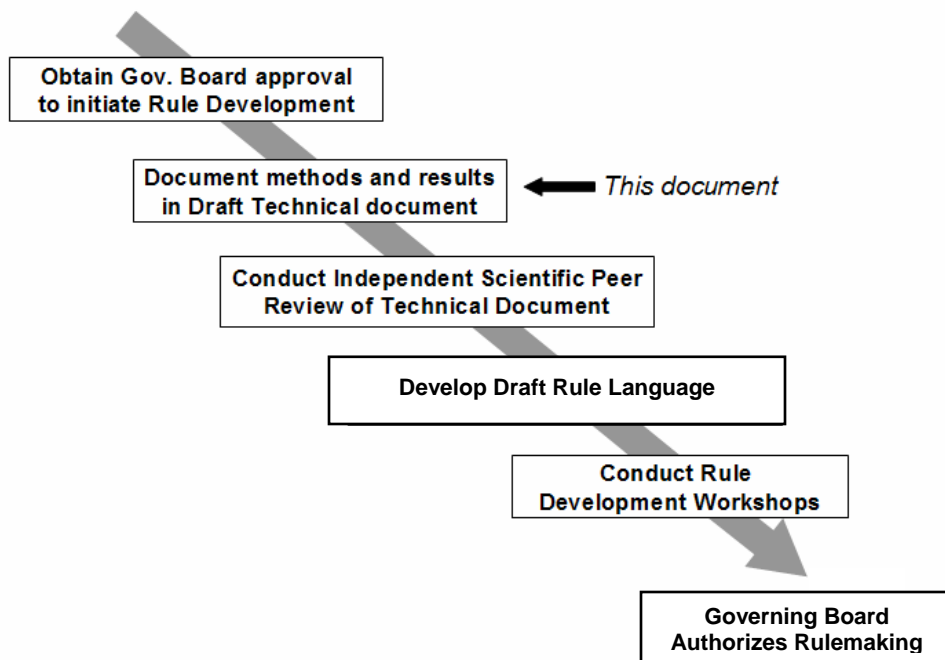 Obtain Gov. Board approval
to initiate Rule Development
Document methods and results
in Draft Technical document
This document
Conduct Independent Scientific Peer
Review of Technical Document
Develop Draft Rule Language
Conduct Rule
Development Workshops
Governing Board
Authorizes Rulemaking